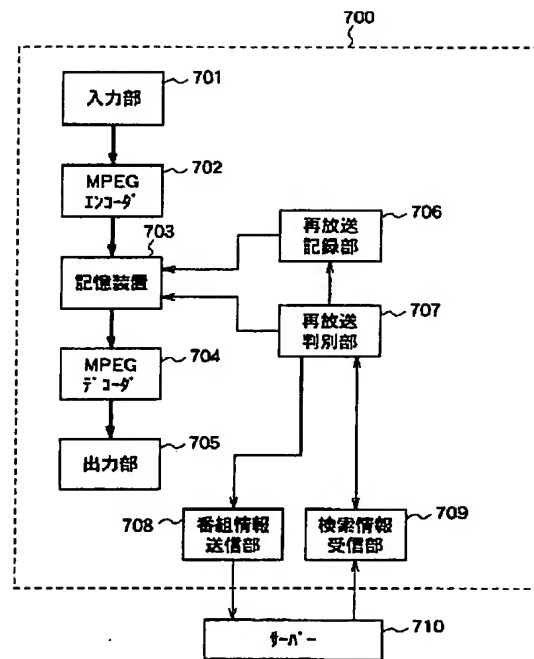 700
入力部
701
MPEG
ｴﾝｺｰﾀﾞ
702
703
記憶装置
再放送
記録部
706
再放送
判別部
707
MPEG
ﾃﾞｺｰﾀﾞ
704
出力部
705
708
番組情報
送信部
検索情報
受信部
709
ｻｰﾊﾞｰ
710